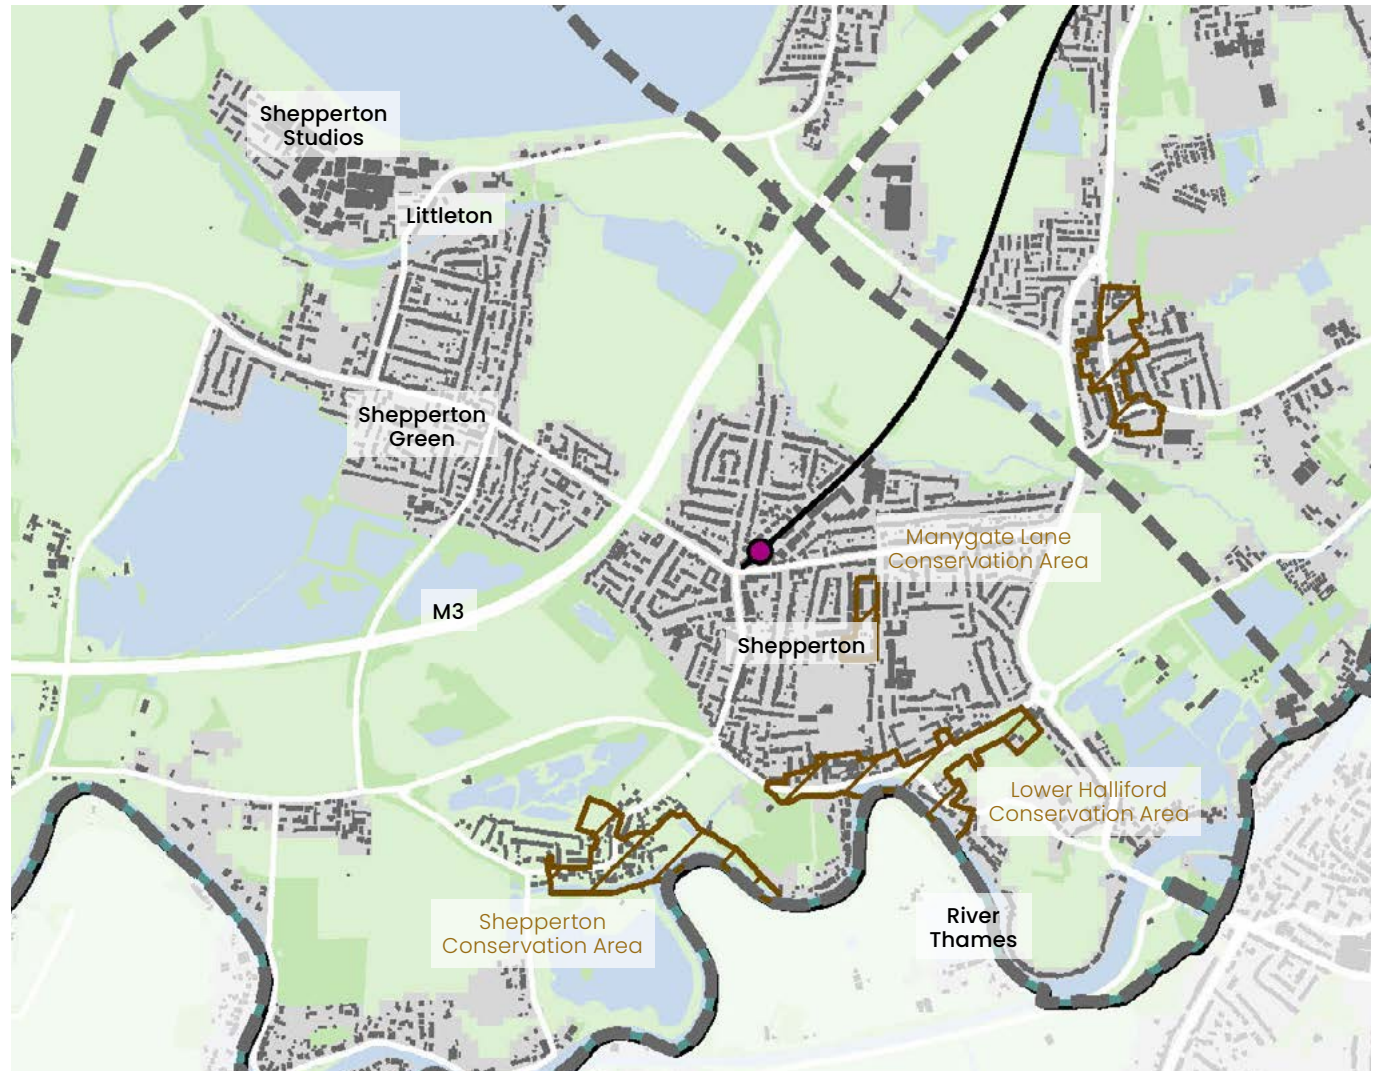 Shepperton
Studios
Littleton
Shepperton
Green
Manygate Lane
Conservation Area
M3
Shepperton
Lower Halliford
Conservation Area
Shepperton
Conservation Area
River
Thames